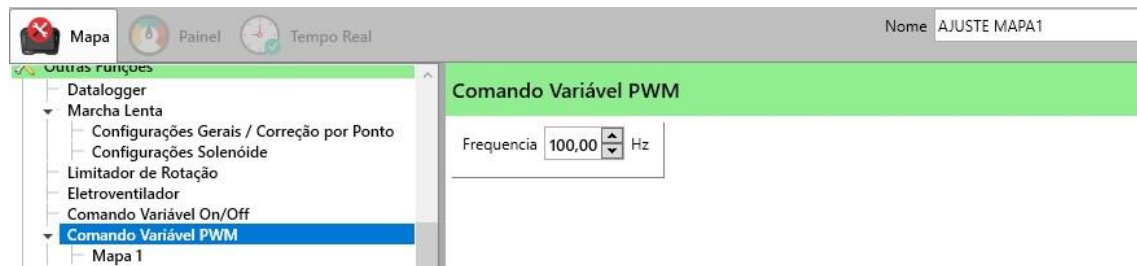 Mapa
Painel
Tempo Real
Nome AJUSTE MAPA1
Outras Funções
Datalogger
Marcha Lenta
Configurações Gerais / Correção por Ponto
Configurações Solenóide
Limitador de Rotação
Eletroventilador
Comando Variável On/Off
Comando Variável PWM
Mapa 1
Comando Variável PWM
Frequencia 100,00 Hz